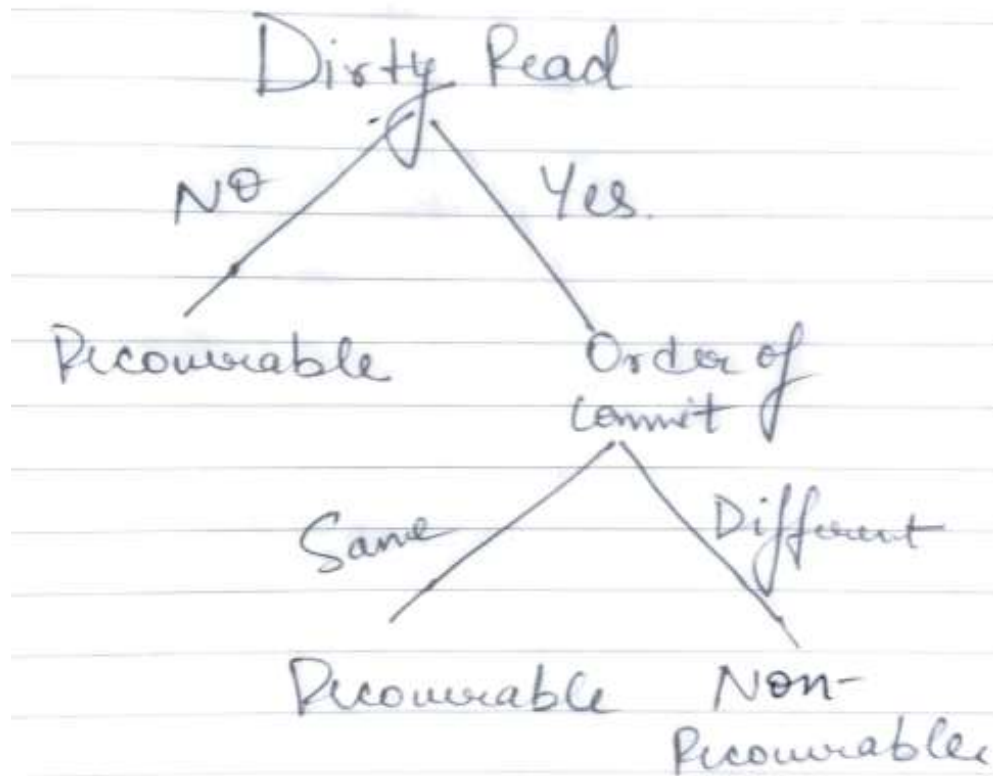 Dirty Read
No
Yes.
Recoverable
Order of
commit
Same
Different
Recoverable
Non-
Recoverable